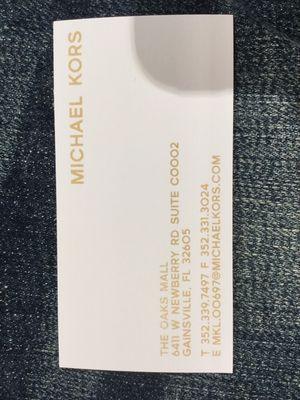 MICHAEL KORS
THE OAKS MALL
6411 W NEWBERRY RD SUITE C0002
GAINSVILLE, FL 32605
T 352.339.7497 F 352.331.3024
E MKL.00697@MICHAELKORS.COM